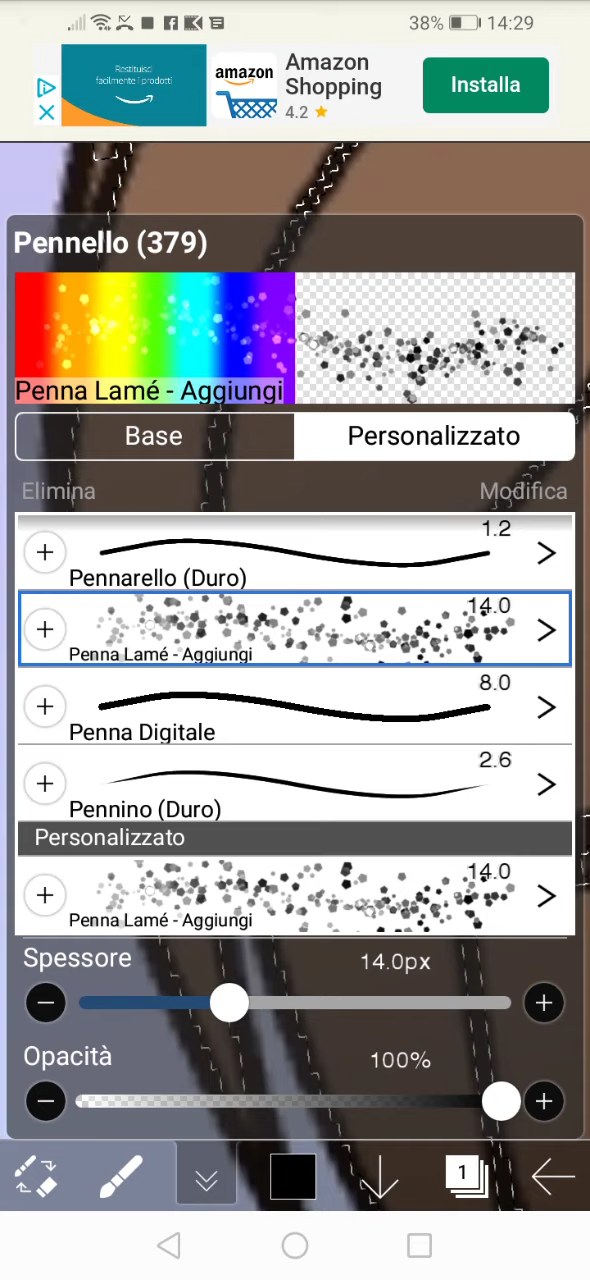 38% 14:29
Restituisci
facilmente i prodotti
amazon
Amazon
Shopping
4.2
Installa
Pennello (379)
Penna Lamé - Aggiungi
Base
Personalizzato
Elimina
Modifica
1.2
Pennarello (Duro)
14.0
Penna Lamé - Aggiungi
8.0
Penna Digitale
2.6
Pennino (Duro)
Personalizzato
14.0
Penna Lamé - Aggiungi
Spessore
14.0px
Opacità
100%
1